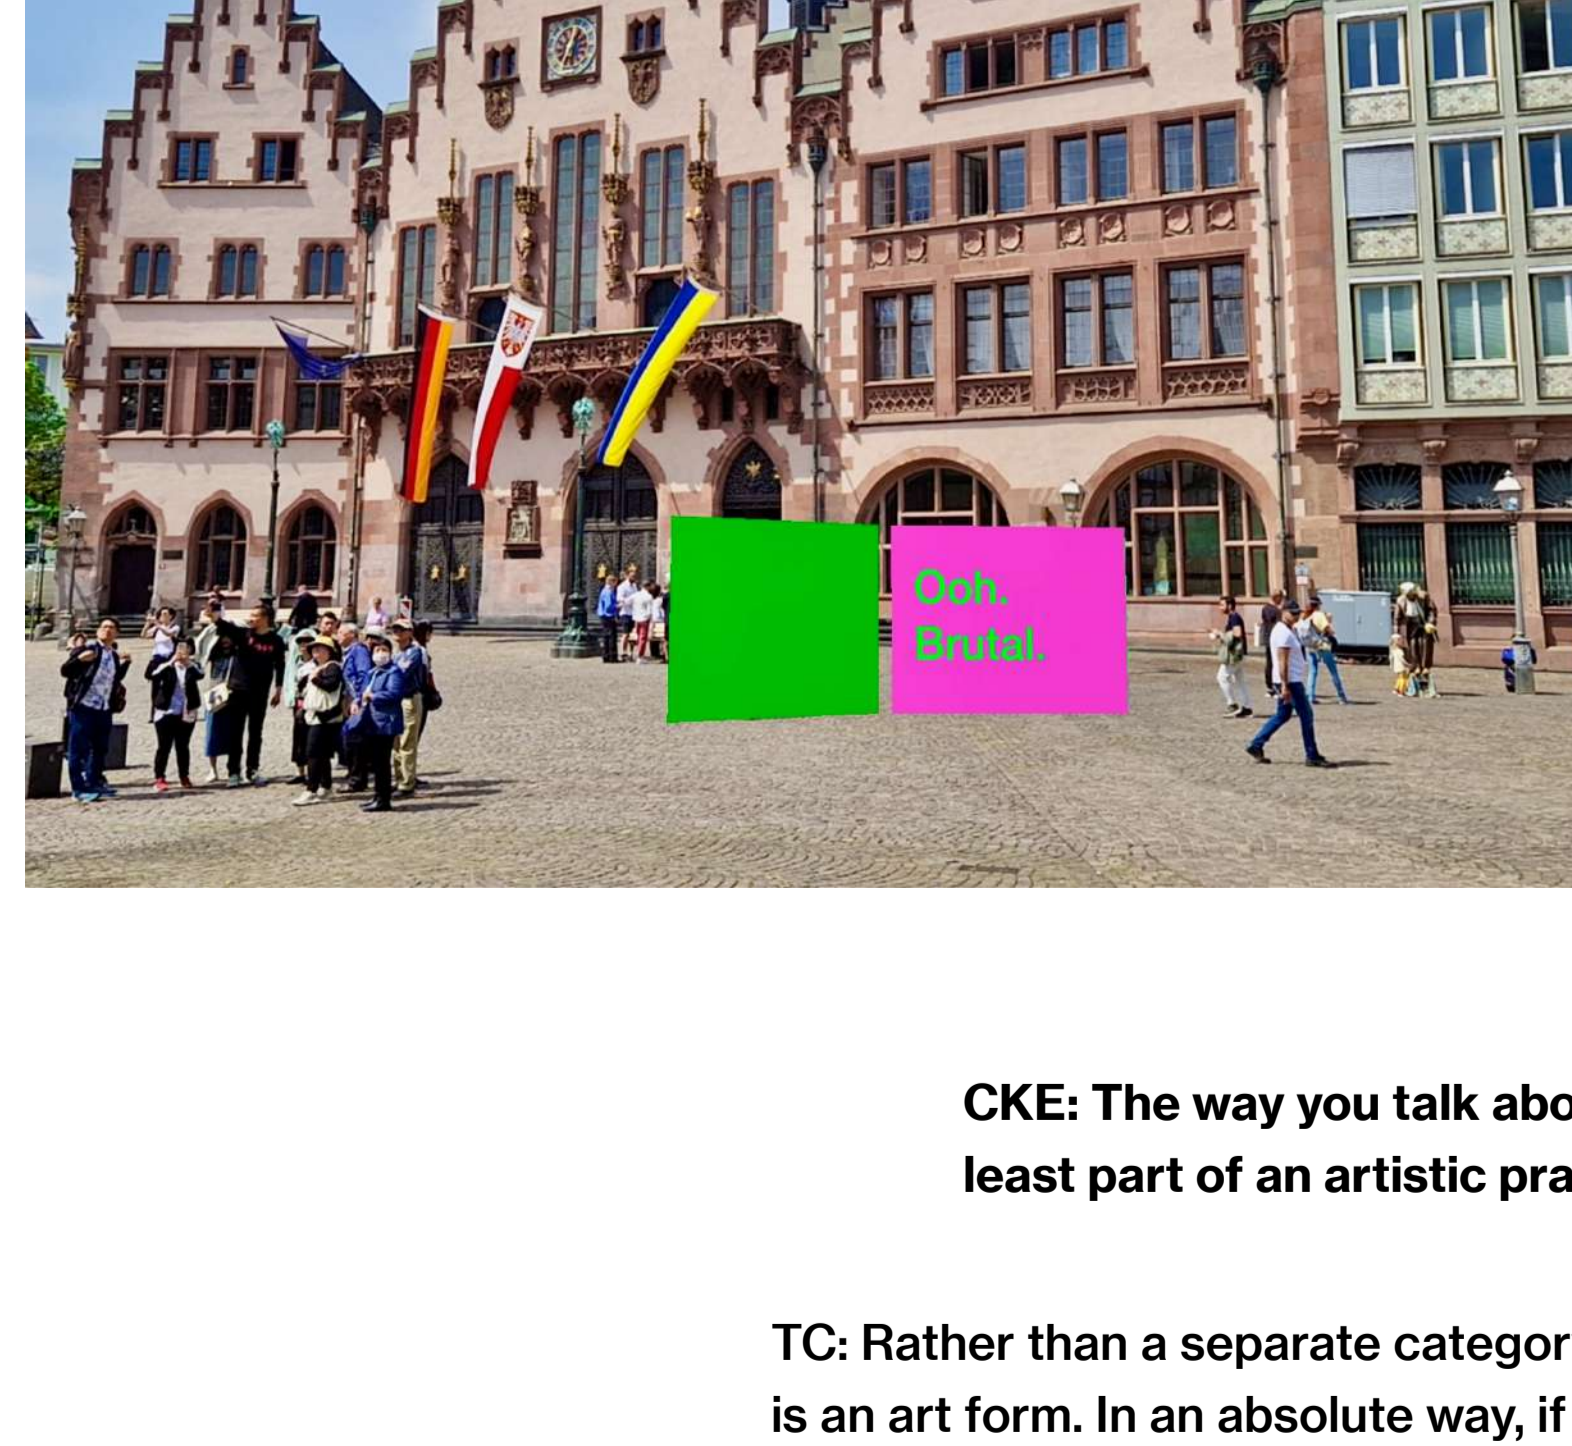 Ooh.
Brutal.
CKE: The way you talk abo
least part of an artistic pra
TC: Rather than a separate categor
is an art form. In an absolute way, if